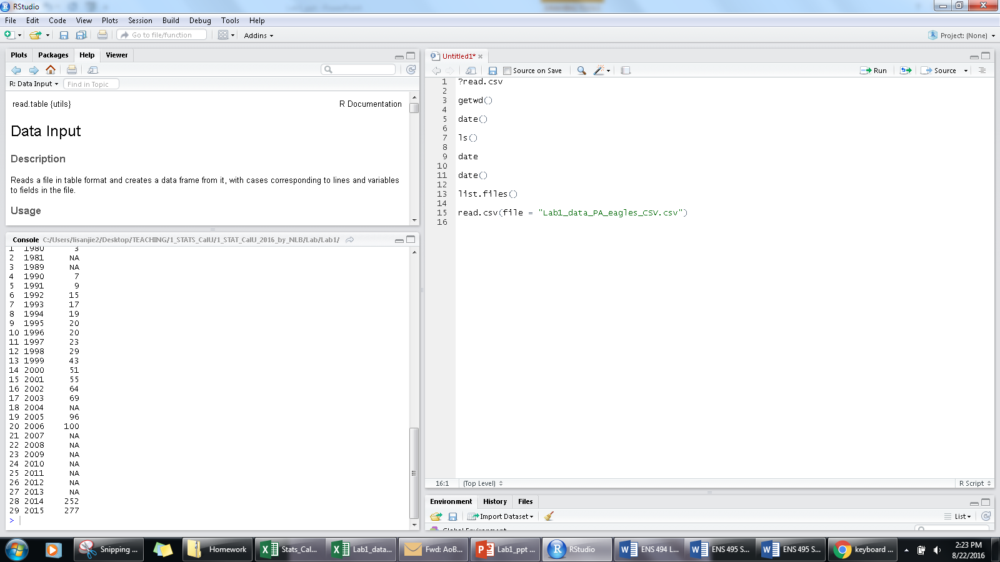 RStudio
File Edit Code View Plots Session Build Debug Tools Help
Go to file/function Addins Project: (None)
Plots Packages Help Viewer
R: Data Input Find in Topic
read.table {utils} R Documentation
Data Input
Description
Reads a file in table format and creates a data frame from it, with cases corresponding to lines and variables
to fields in the file.
Usage
Console C:/Users/lisanjie2/Desktop/TEACHING/1_STATS_CalU/1_STAT_CalU_2016_by_NLB/Lab/Lab1/
1 1980 3
2 1981 NA
3 1989 NA
4 1990 7
5 1991 9
6 1992 15
7 1993 17
8 1994 19
9 1995 20
10 1996 20
11 1997 23
12 1998 29
13 1999 43
14 2000 51
15 2001 55
16 2002 64
17 2003 69
18 2004 NA
19 2005 96
20 2006 100
21 2007 NA
22 2008 NA
23 2009 NA
24 2010 NA
25 2011 NA
26 2012 NA
27 2013 NA
28 2014 252
29 2015 277
>
Untitled1*
Source on Save Run Source
1 ?read.csv
2
3 getwd()
4
5 date()
6
7 ls()
8
9 date
10
11 date()
12
13 list.files()
14
15 read.csv(file = "Lab1_data_PA_eagles_CSV.csv")
16
16:1 (Top Level) R Script
Environment History Files
Import Dataset List
Global Environment
Snipping ... Homework Stats_Cal... Lab1_data... Fwd: AoB... Lab1_ppt ... RStudio ENS 494 L... ENS 495 S... ENS 495 S... keyboard ...
2:23 PM
8/22/2016